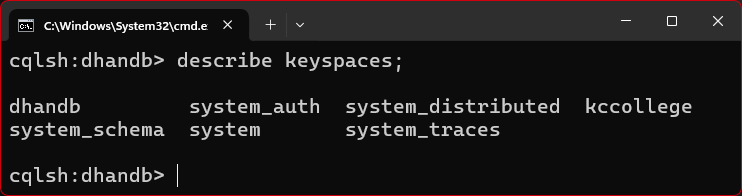 C:\Windows\System32\cmd.e
cqlsh:dhandb> describe keyspaces;
dhandb system_auth system_distributed kccollege
system_schema system system_traces
cqlsh:dhandb>